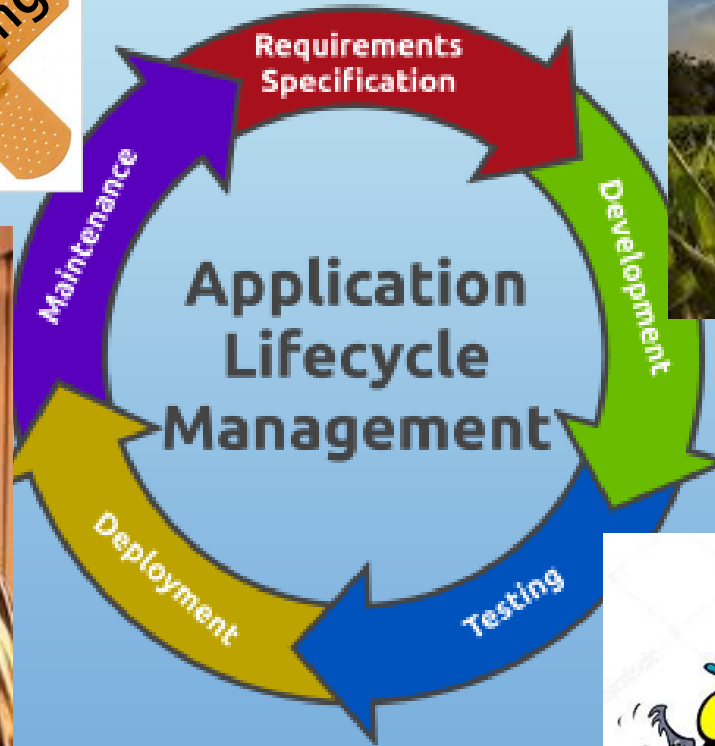 Requirements
Specification
Development
Testing
Deployment
Maintenance
Application
Lifecycle
Management